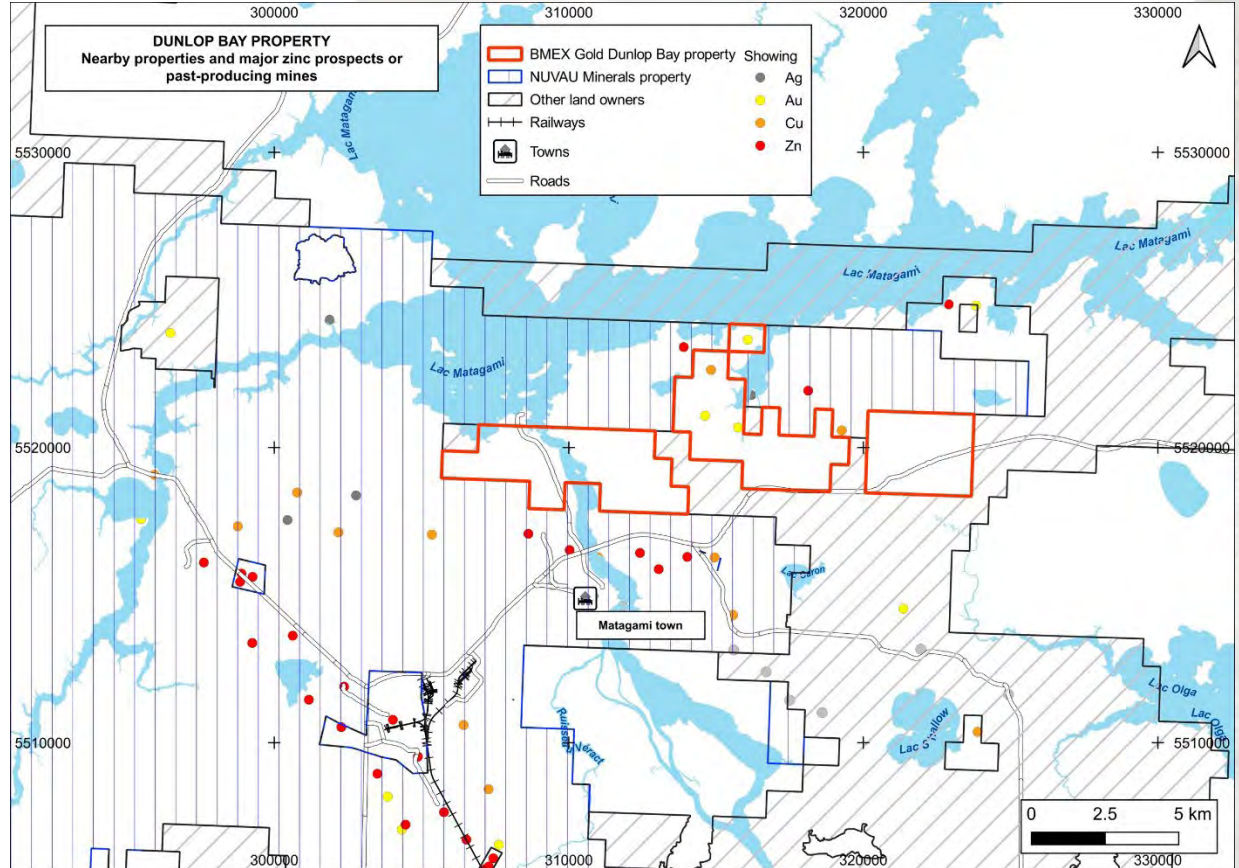 300000
310000
320000
330000
DUNLOP BAY PROPERTY
Nearby properties and major zinc prospects or
past-producing mines
BMEX Gold Dunlop Bay property
NUVAU Minerals property
Other land owners
Railways
Towns
Roads
Showing
Ag
Au
Cu
Zn
Lac Matagami
5530000
5530000
Lac Matagami
Lac Matagami
Lac Matagami
5520000
5520000
Matagami town
Lac Olga
Lac Olga
5510000
5510000
0 2.5 5 km
300000
310000
320000
330000